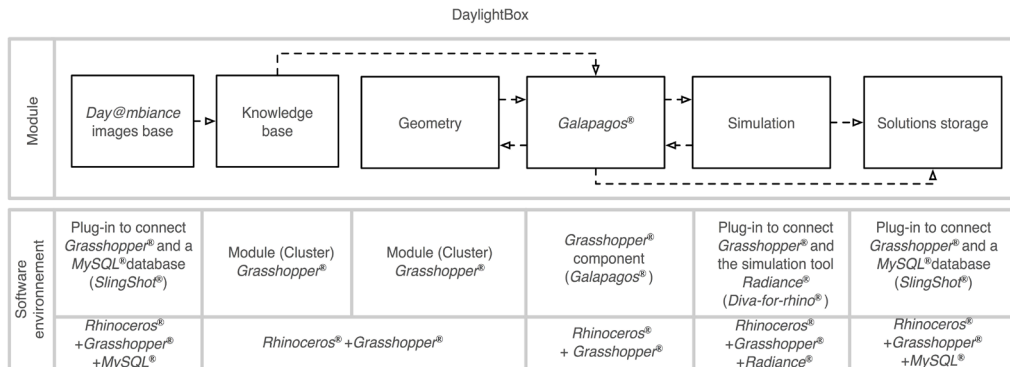 DaylightBox
Module
Day@mbiance
images base
Knowledge
base
Geometry
Galapagos®
Simulation
Solutions storage
Software
environnement
Plug-in to connect
Grasshopper® and a
MySQL® database
(SlingShot®)
Module (Cluster)
Grasshopper®
Module (Cluster)
Grasshopper®
Grasshopper®
component
(Galapagos®)
Plug-in to connect
Grasshopper® and
the simulation tool
Radiance®
(Diva-for-rhino®)
Plug-in to connect
Grasshopper® and a
MySQL® database
(SlingShot®)
Rhinoceros®
+Grasshopper®
+MySQL®
Rhinoceros® +Grasshopper®
Rhinoceros®
+ Grasshopper®
Rhinoceros®
+Grasshopper®
+Radiance®
Rhinoceros®
+Grasshopper®
+MySQL®